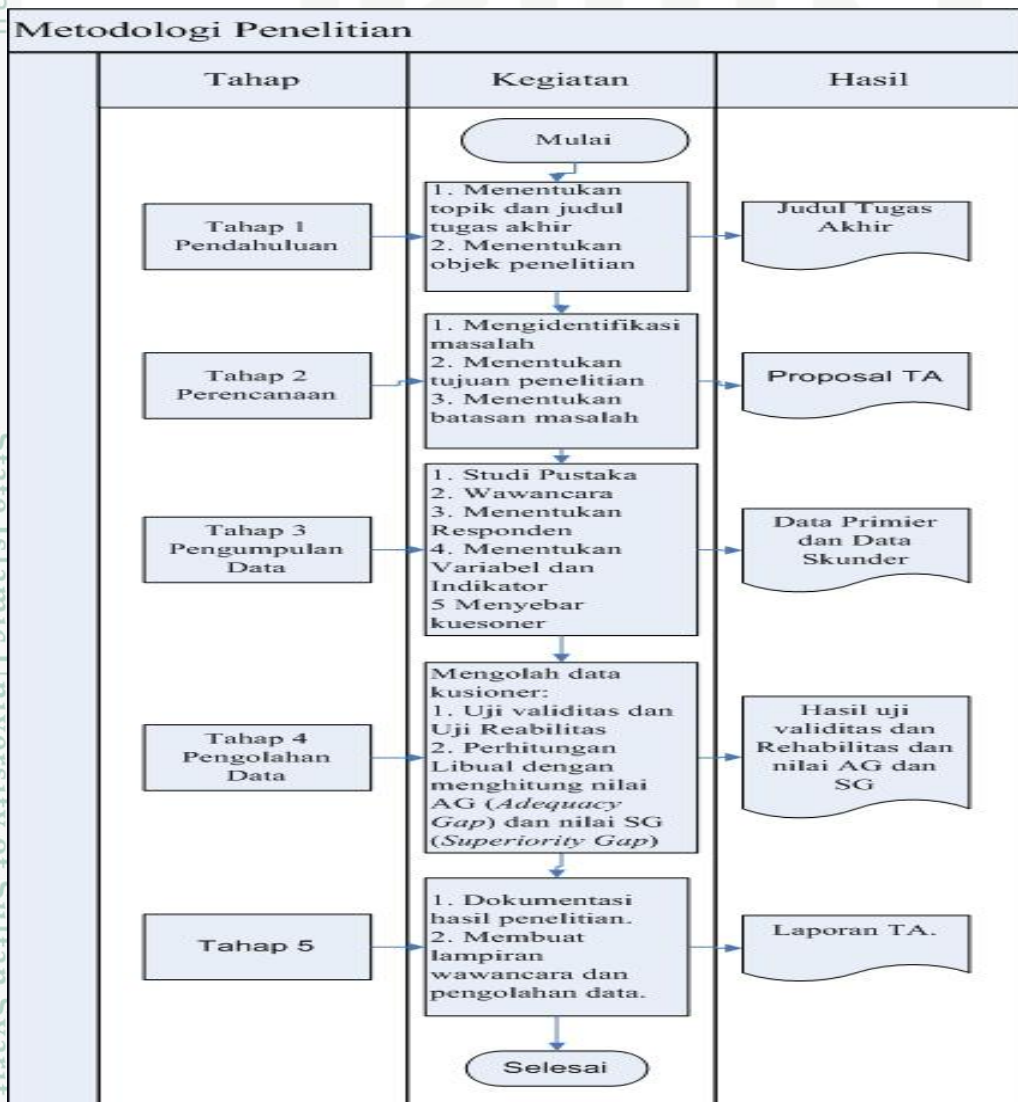 Metodologi Penelitian
Tahap
Kegiatan
Hasil
Mulai
Tahap 1
Pendahuluan
1. Menentukan
topik dan judul
tugas akhir
2. Menentukan
objek penelitian
Judul Tugas
Akhir
Tahap 2
Perencanaan
1. Mengidentifikasi
masalah
2. Menentukan
tujuan penelitian
3. Menentukan
batasan masalah
Proposal TA
Tahap 3
Pengumpulan
Data
1. Studi Pustaka
2. Wawancara
3. Menentukan
Responden
4. Menentukan
Variabel dan
Indikator
5 Menyebar
kuesoner
Data Primier
dan Data
Skunder
Tahap 4
Pengolahan
Data
Mengolah data
kusioner:
1. Uji validitas dan
Uji Reabilitas
2. Perhitungan
Libual dengan
menghitung nilai
AG (Adequacy
Gap) dan nilai SG
(Superiority Gap)
Hasil uji
validitas dan
Rehabilitas dan
nilai AG dan
SG
Tahap 5
1. Dokumentasi
hasil penelitian.
2. Membuat
lampiran
wawancara dan
pengolahan data.
Laporan TA.
Selesai